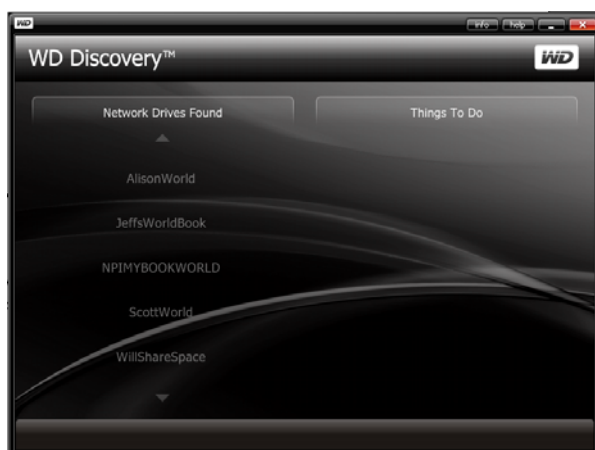 WD
info help
WD Discovery™
WD
Network Drives Found
Things To Do
AlisonWorld
JeffsWorldBook
NPIMYBOOKWORLD
ScottWorld
WillShareSpace